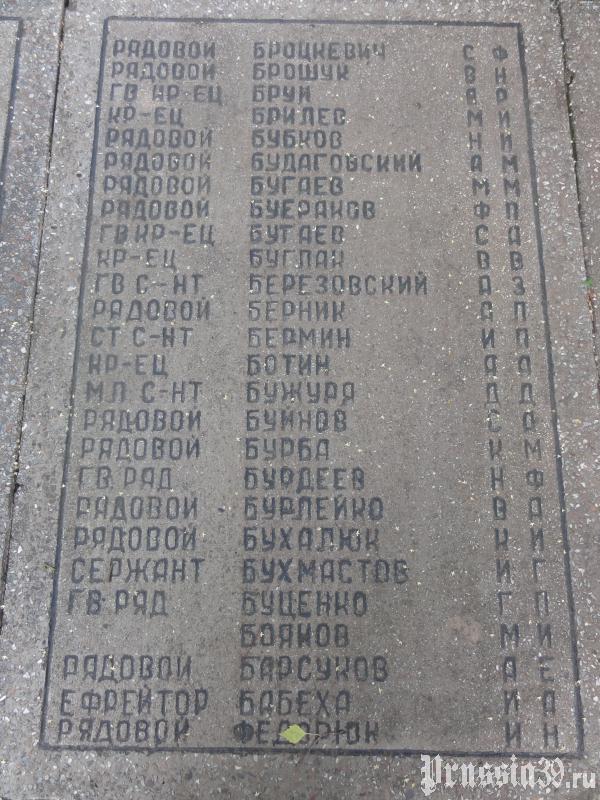 РЯДОВОЙ БРОЦКЕВИЧ С Ф
РЯДОВОЙ БРОШУК В Н
ГВ КР-ЕЦ БРУЙ А Р
КР-ЕЦ БРИЛЕВ М И
РЯДОВОЙ БУБКОВ Н И
РЯДОВОЙ БУДАГОВСКИЙ А М
РЯДОВОЙ БУГАЕВ М М
РЯДОВОЙ БУЕРАКОВ Ф П
ГВ КР-ЕЦ БУГАЕВ С А
КР-ЕЦ БУГЛАК В В
ГВ С-НТ БЕРЕЗОВСКИЙ А З
РЯДОВОЙ БЕРНИК А П
СТ С-НТ БЕРМИН И П
КР-ЕЦ БОТИН А А
МЛ С-НТ БУЖУРЯ Д Д
РЯДОВОЙ БУЙНОВ С А
РЯДОВОЙ БУРБА К М
ГВ РЯД БУРДЕЕВ Н Ф
РЯДОВОЙ БУРЛЕЙКО В А
РЯДОВОЙ БУХАЛЮК К И
СЕРЖАНТ БУХМАСТОВ И Г
ГВ РЯД БУЦЕНКО Г П
БОЯКОВ М И
РЯДОВОЙ БАРСУКОВ А Е
ЕФРЕЙТОР БАБЕХА И А
РЯДОВОЙ ФЕДОРЮК И Н
Prussia39.ru